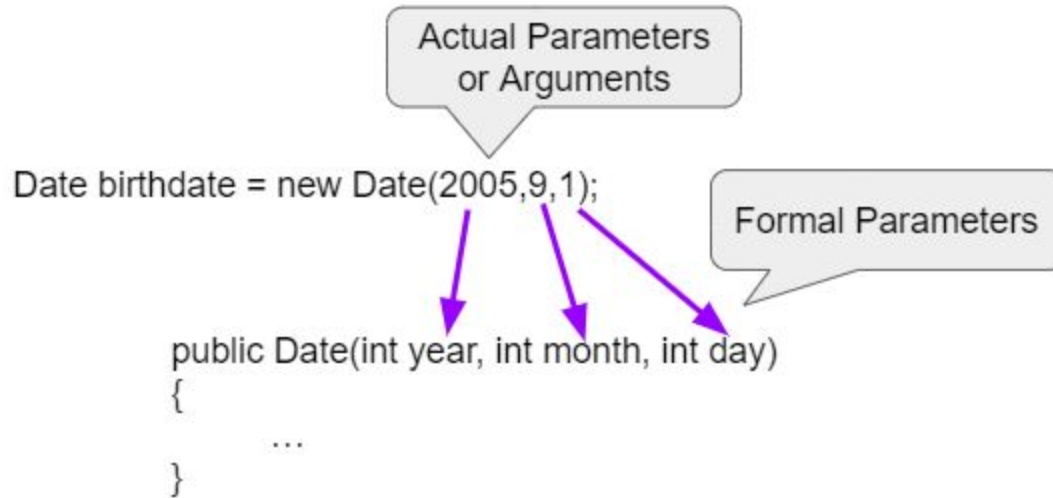 Actual Parameters
or Arguments
Date birthdate = new Date(2005,9,1);
Formal Parameters
public Date(int year, int month, int day)
{
...
}